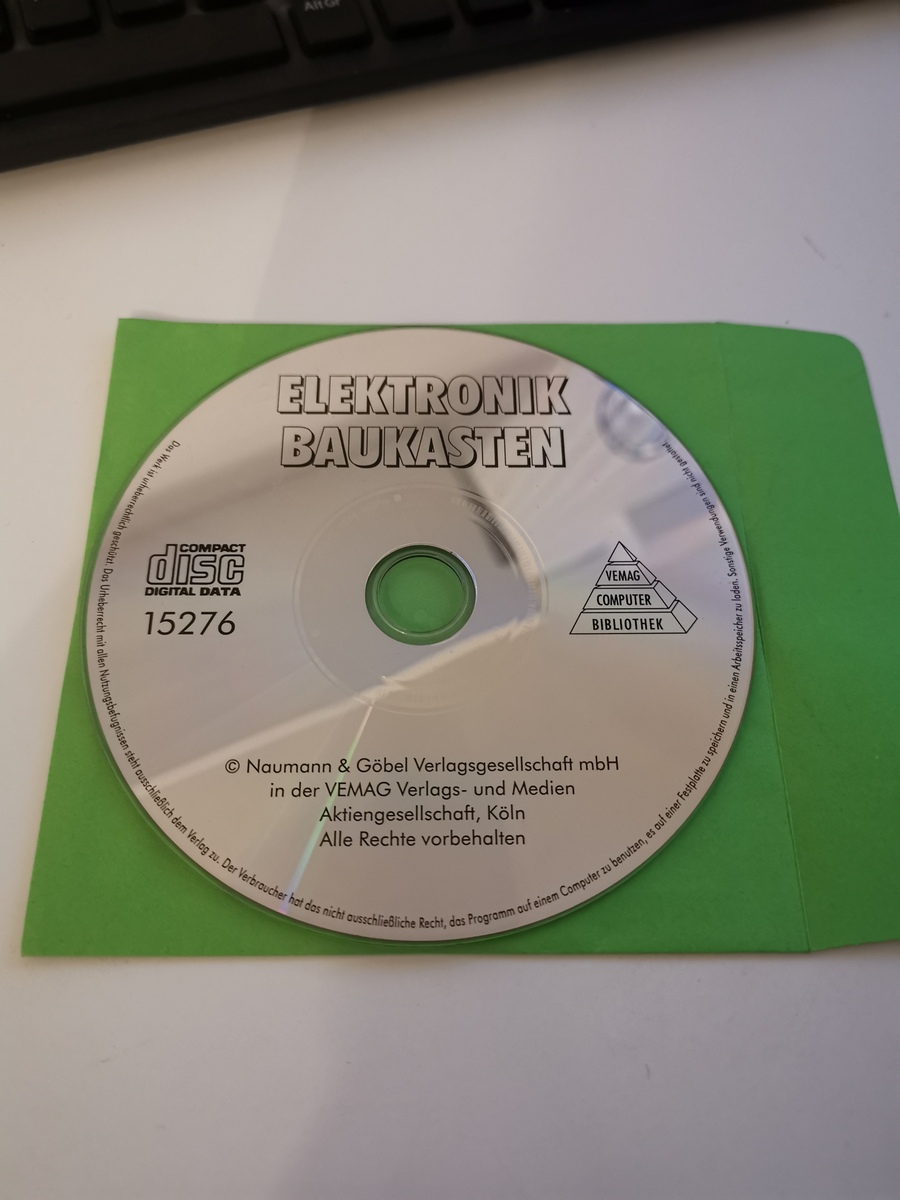 Alt Gr
ELEKTRONIK
BAUKASTEN
COMPACT
disc
DIGITAL DATA
15276
VEMAG
COMPUTER
BIBLIOTHEK
© Naumann & Göbel Verlagsgesellschaft mbH
in der VEMAG Verlags- und Medien
Aktiengesellschaft, Köln
Alle Rechte vorbehalten
Das Werk ist urheberrechtlich geschützt. Das Urheberrecht mit allen Nutzungsbefugnissen steht ausschließlich dem Verlag zu. Der Verbraucher hat das nicht ausschließliche Recht, das Programm auf einem Computer zu benutzen, es auf einer Festplatte zu speichern und in einen Arbeitsspeicher zu laden. Sonstige Verwendungen sind nicht gestattet.